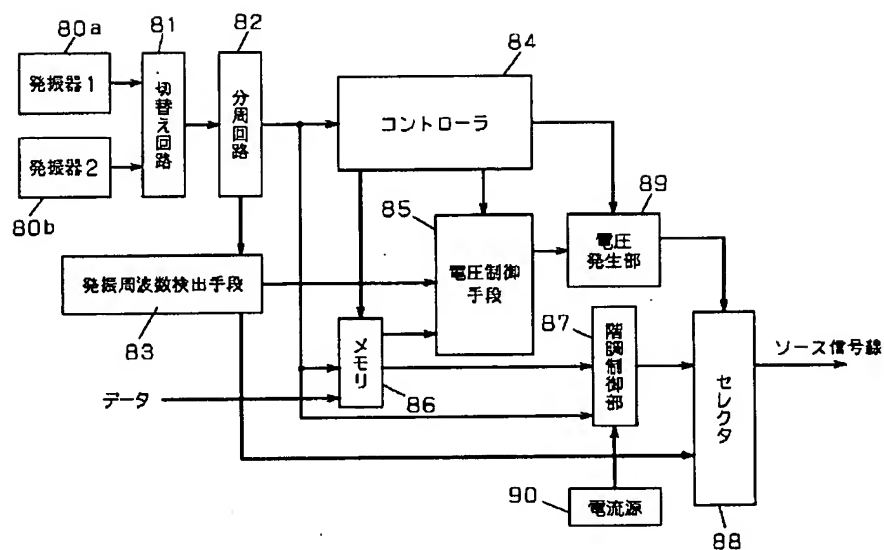 80a
81
82
84
発振器1
切替え回路
分周回路
コントローラ
発振器2
80b
89
85
電圧発生部
電圧制御手段
発振周波数検出手段
83
87
階調制御部
ソース信号線
メモリ
86
データ
セレクタ
90
電流源
88